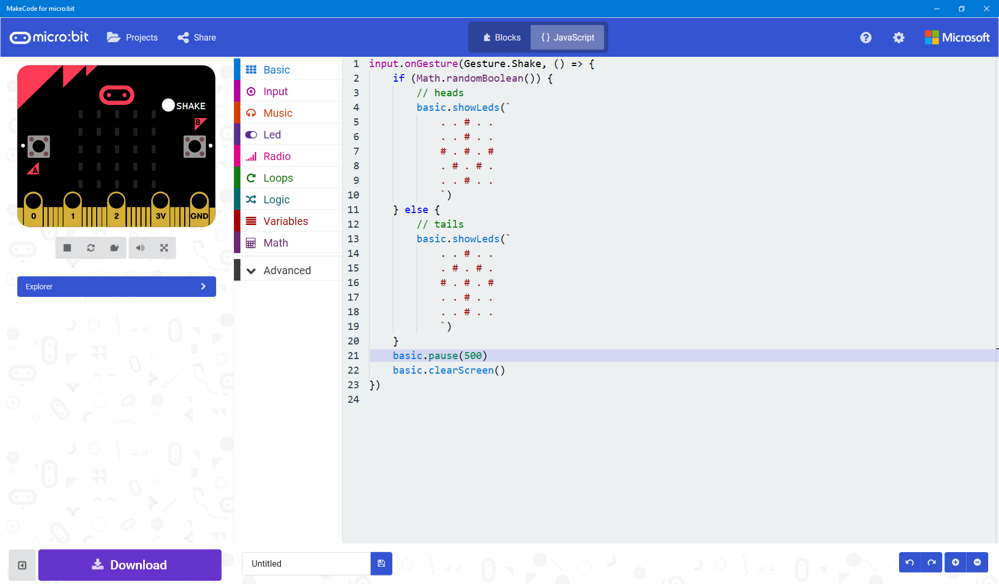 MakeCode for micro:bit
micro:bit
Projects
Share
Blocks
{} JavaScript
Microsoft
SHAKE
B
A
0
1
2
3V
GND
Explorer
Basic
Input
Music
Led
Radio
Loops
Logic
Variables
Math
Advanced
1 input.onGesture(Gesture.Shake, () => {
2     if (Math.randomBoolean()) {
3         // heads
4         basic.showLeds(`
5             . . # . .
6             . . # . .
7             # . # . #
8             . # . # .
9             . . # . .
10             `)
11     } else {
12         // tails
13         basic.showLeds(`
14             . . # . .
15             . # . # .
16             # . # . #
17             . . # . .
18             . . # . .
19             `)
20     }
21     basic.pause(500)
22     basic.clearScreen()
23 })
24
Download
Untitled